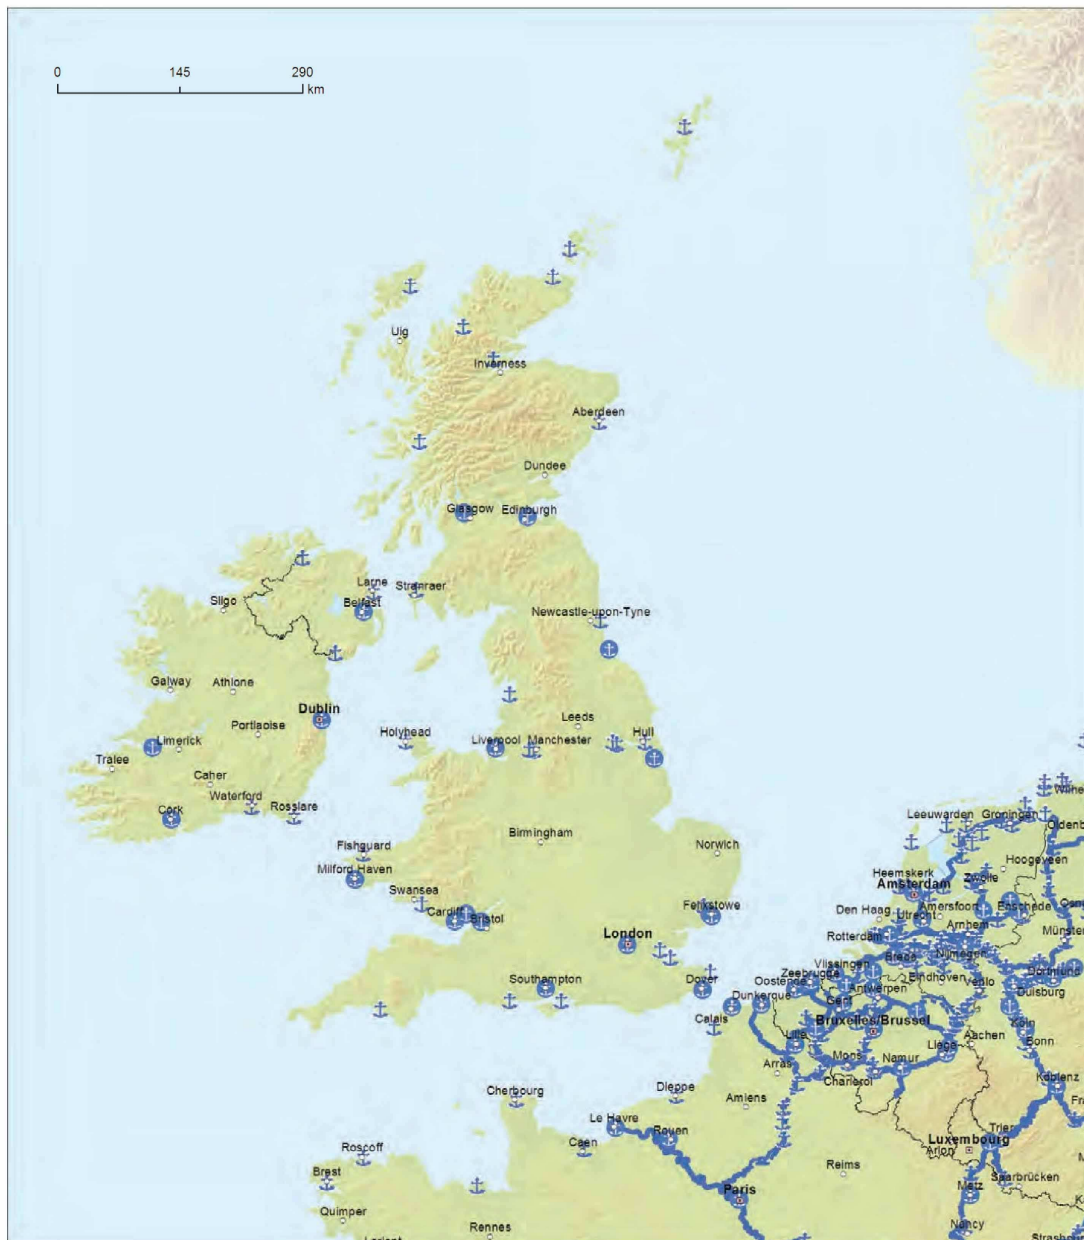 0 145 290
km
Uig
Inverness
Aberdeen
Dundee
Glasgow
Edinburgh
Larne
Stranraer
Sligo
Belfast
Newcastle-upon-Tyne
Galway
Athlone
Dublin
Leeds
Portlaoise
Holyhead
Hull
Limerick
Liverpool
Manchester
Tralee
Caher
Waterford
Rosslare
Cork
Leeuwarden
Groningen
Birmingham
Fishguard
Norwich
Hoogeveen
Milford Haven
Heemskerk
Zwolle
Swansea
Amsterdam
Cardiff
Bristol
Felixstowe
Den Haag
Amersfoort
Enschede
Utrecht
Arnhem
London
Rotterdam
Nijmegen
Breda
Vlissingen
Zeebrugge
Eindhoven
Venlo
Dortmund
Southampton
Dover
Oostende
Antwerpen
Duisburg
Dunkerque
Gent
Calais
Bruxelles/Brussel
Köln
Lille
Aachen
Liège
Bonn
Arras
Mons
Namur
Charleroi
Koblenz
Cherbourg
Dieppe
Amiens
Le Havre
Rouen
Trier
Caen
Luxembourg
Arlon
Roscoff
Reims
Brest
Saarbrücken
Paris
Metz
Quimper
Rennes
Nancy